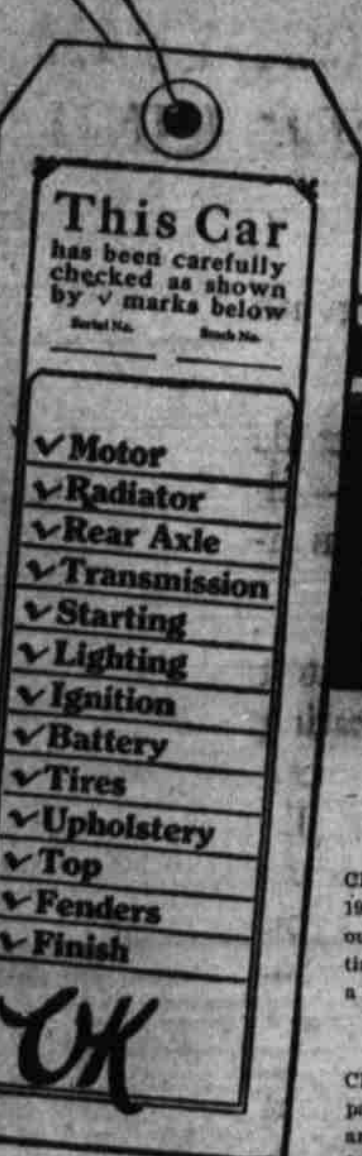 This Car
has been carefully
checked as shown
by √ marks below
Serial No. Stock No.
√ Motor
√ Radiator
√ Rear Axle
√ Transmission
√ Starting
√ Lighting
√ Ignition
√ Battery
√ Tires
√ Upholstery
√ Top
√ Fenders
√ Finish
OK